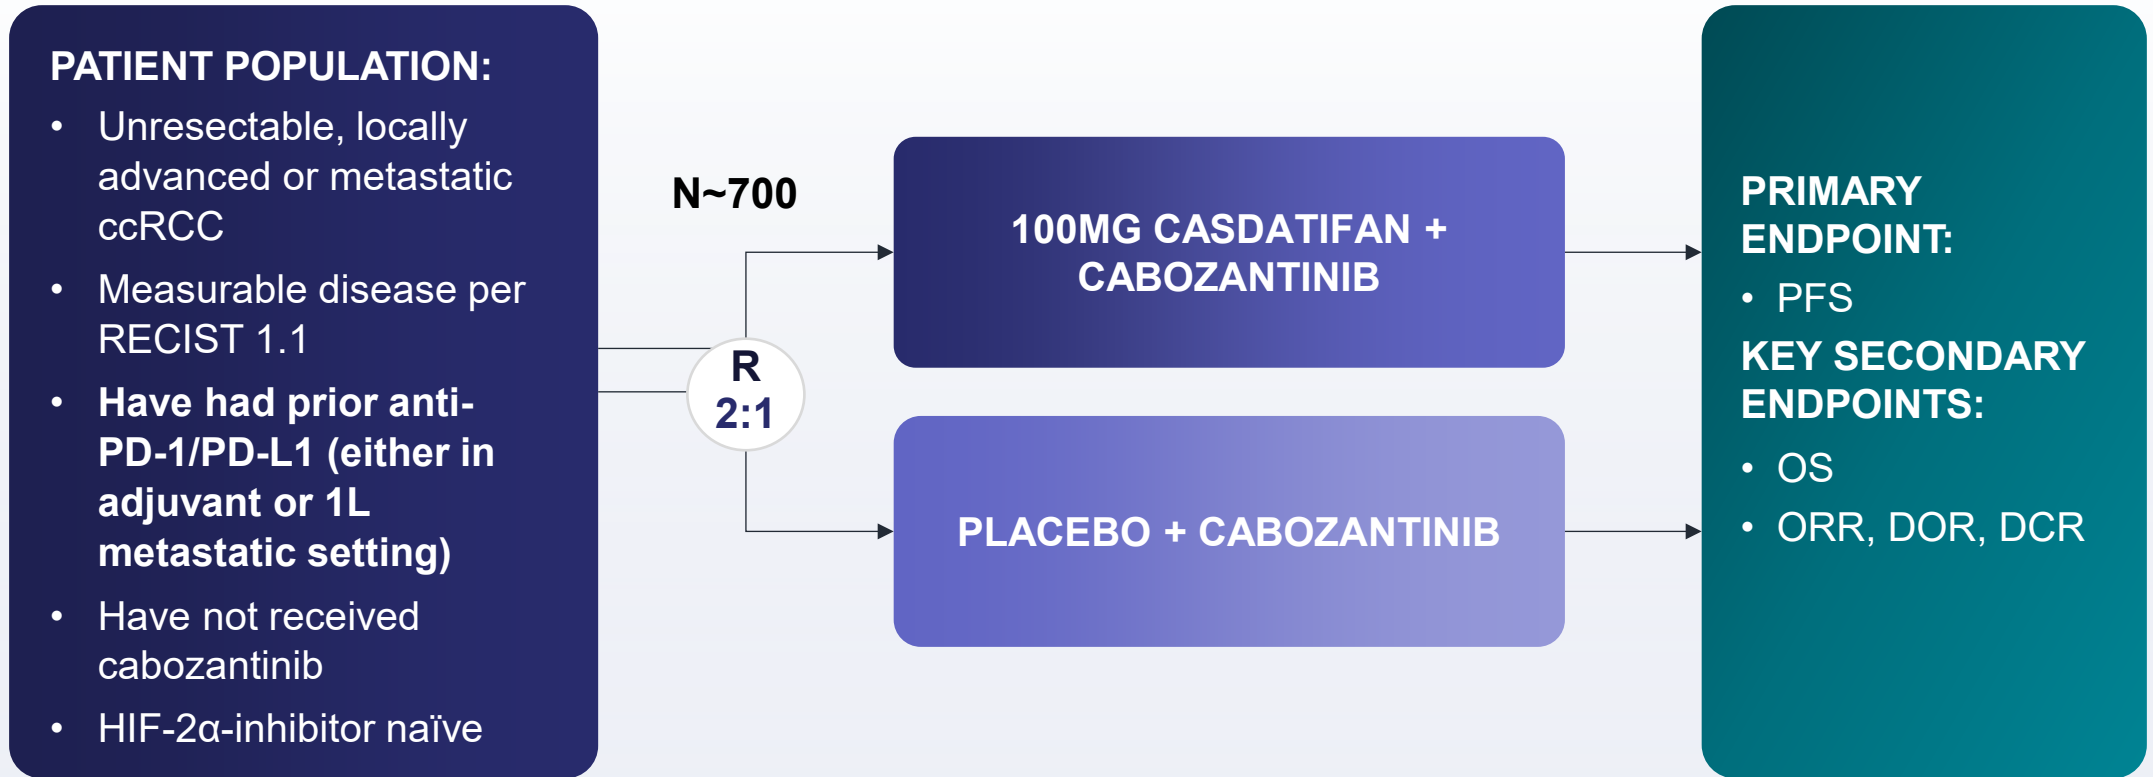 PATIENT POPULATION:
• Unresectable, locally
advanced or metastatic
ccRCC
• Measurable disease per
RECIST 1.1
• Have had prior anti-
PD-1/PD-L1 (either in
adjuvant or 1L
metastatic setting)
• Have not received
cabozantinib
• HIF-2α-inhibitor naïve
N~700
R
2:1
100MG CASDATIFAN +
CABOZANTINIB
PLACEBO + CABOZANTINIB
PRIMARY
ENDPOINT:
• PFS
KEY SECONDARY
ENDPOINTS:
• OS
• ORR, DOR, DCR